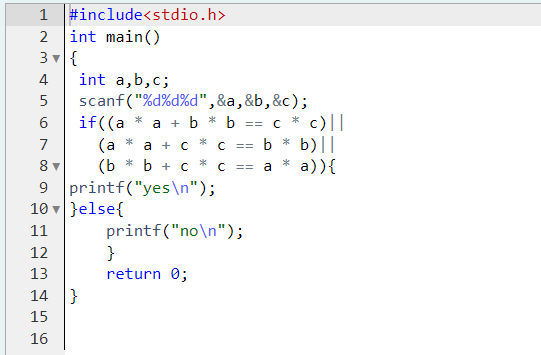 1 #include<stdio.h>
2 int main()
3 {
4 int a,b,c;
5 scanf("%d%d%d",&a,&b,&c);
6 if((a * a + b * b == c * c)||
7 (a * a + c * c == b * b)||
8 (b * b + c * c == a * a)){
9 printf("yes\n");
10 }else{
11 printf("no\n");
12 }
13 return 0;
14 }
15
16